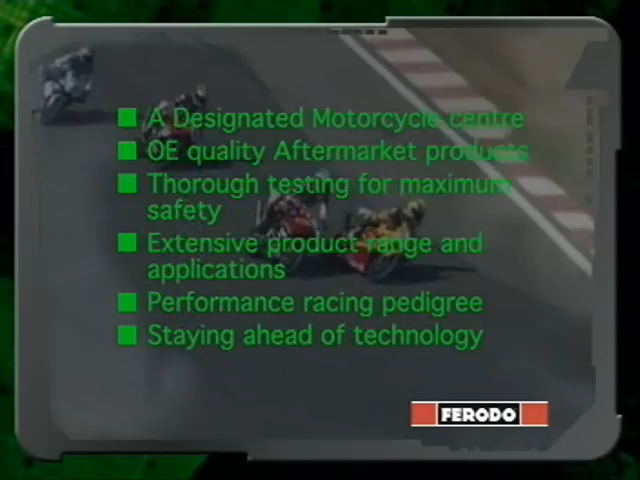 A Designated Motorcycle centre
OE quality Aftermarket products
Thorough testing for maximum
safety
Extensive product range and
applications
Performance racing pedigree
Staying ahead of technology
FERODO